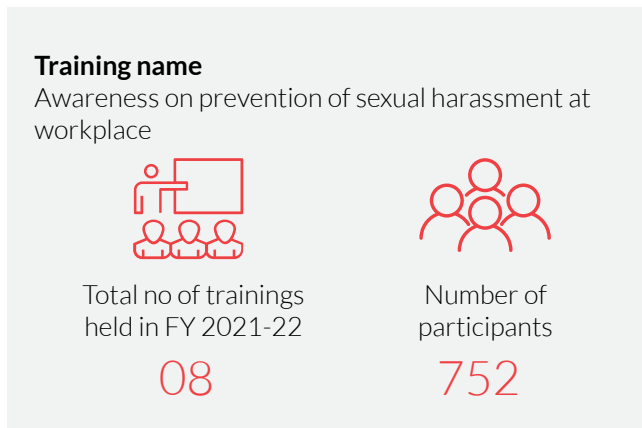 Training name
Awareness on prevention of sexual harassment at
workplace
Total no of trainings
held in FY 2021-22
08
Number of
participants
752